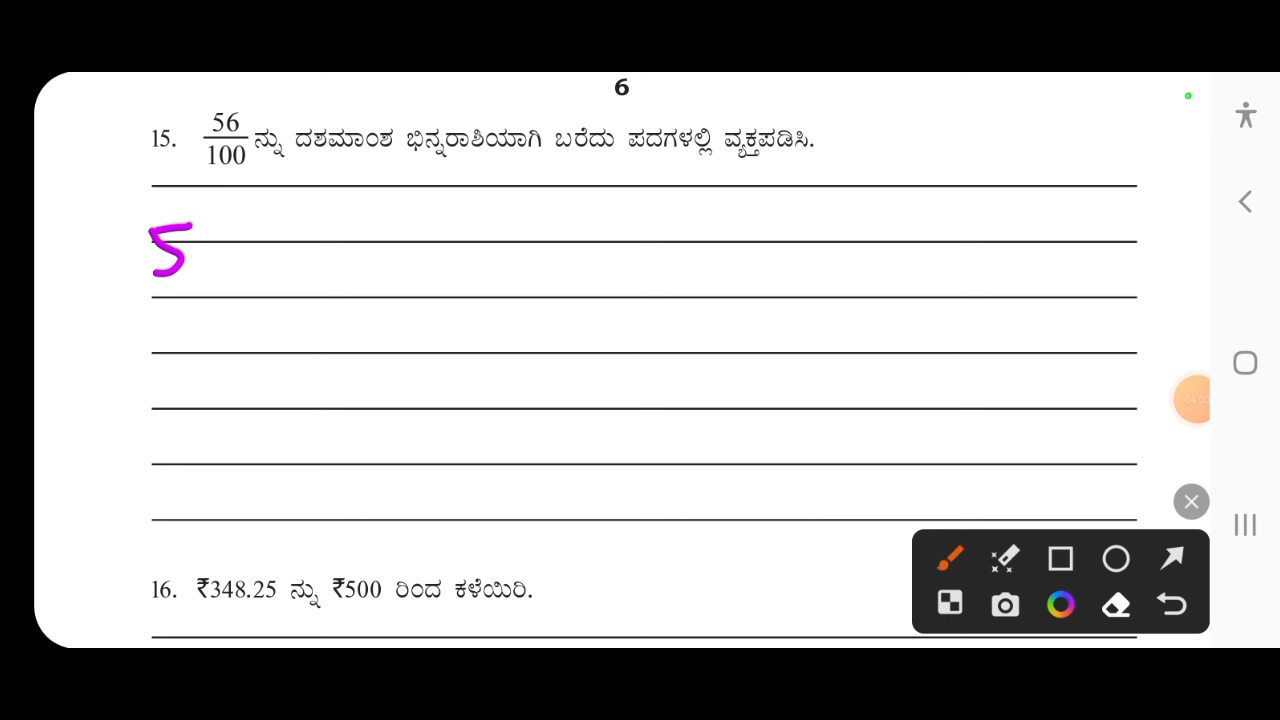 6
15. 56/100 ನ್ನು ದಶಮಾಂಶ ಭಿನ್ನರಾಶಿಯಾಗಿ ಬರೆದು ಪದಗಳಲ್ಲಿ ವ್ಯಕ್ತಪಡಿಸಿ.
5
16. ₹348.25 ನ್ನು ₹500 ರಿಂದ ಕಳೆಯಿರಿ.